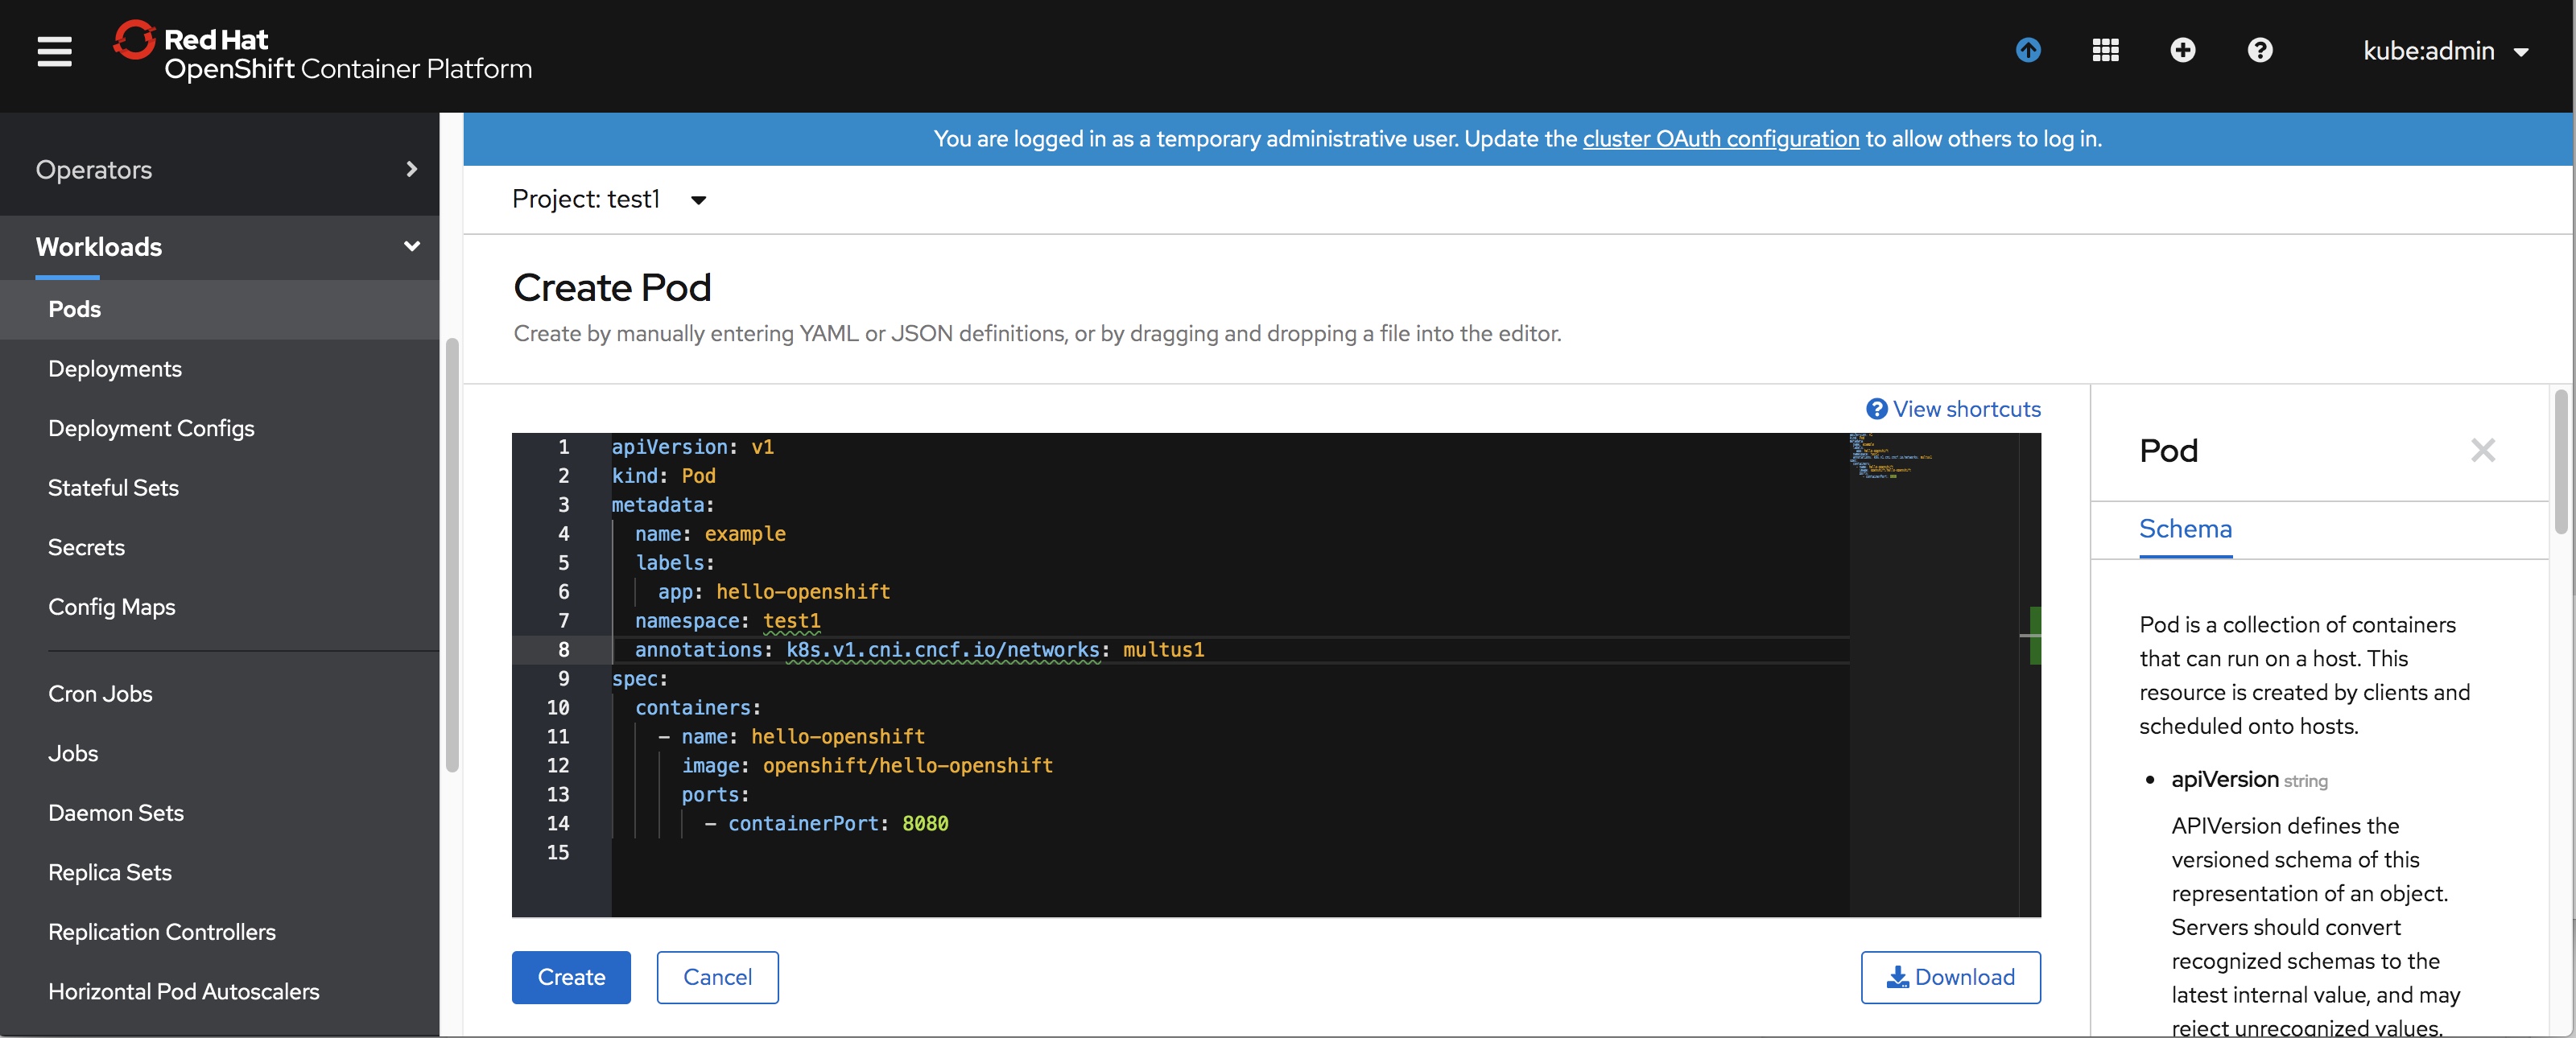 Red Hat
OpenShift Container Platform
kube:admin
Operators
Workloads
Pods
Deployments
Deployment Configs
Stateful Sets
Secrets
Config Maps
Cron Jobs
Jobs
Daemon Sets
Replica Sets
Replication Controllers
Horizontal Pod Autoscalers
You are logged in as a temporary administrative user. Update the cluster OAuth configuration to allow others to log in.
Project: test1
Create Pod
Create by manually entering YAML or JSON definitions, or by dragging and dropping a file into the editor.
View shortcuts
1 apiVersion: v1
2 kind: Pod
3 metadata:
4 name: example
5 labels:
6 app: hello-openshift
7 namespace: test1
8 annotations: k8s.v1.cni.cncf.io/networks: multus1
9 spec:
10 containers:
11 - name: hello-openshift
12 image: openshift/hello-openshift
13 ports:
14 - containerPort: 8080
15
Create
Cancel
Download
Pod
Schema
Pod is a collection of containers
that can run on a host. This
resource is created by clients and
scheduled onto hosts.
• apiVersion string
APIVersion defines the
versioned schema of this
representation of an object.
Servers should convert
recognized schemas to the
latest internal value, and may
reject unrecognized values.